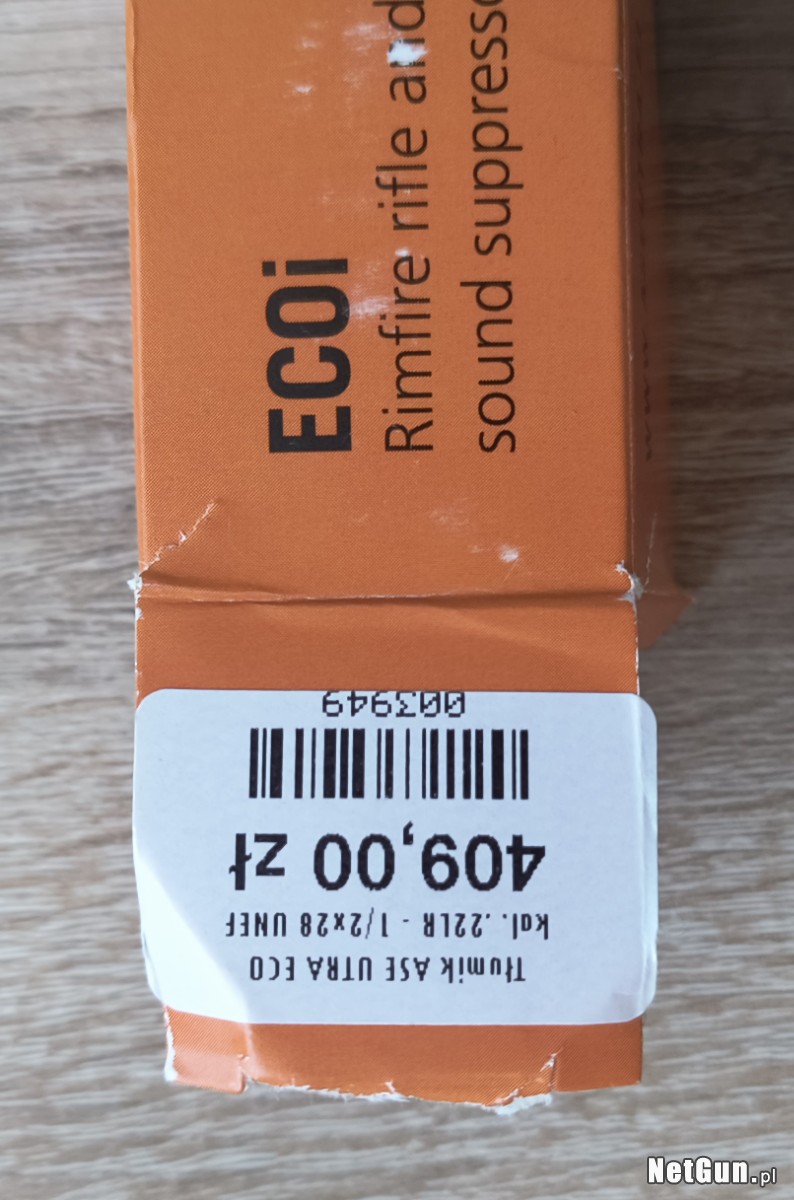 ECOi
Rimfire rifle and
sound
Tłumik ASE UTRA ECO
kal. .22LR - 1/2x28 UNEF
409,00 zł
003949
NetGun.pl